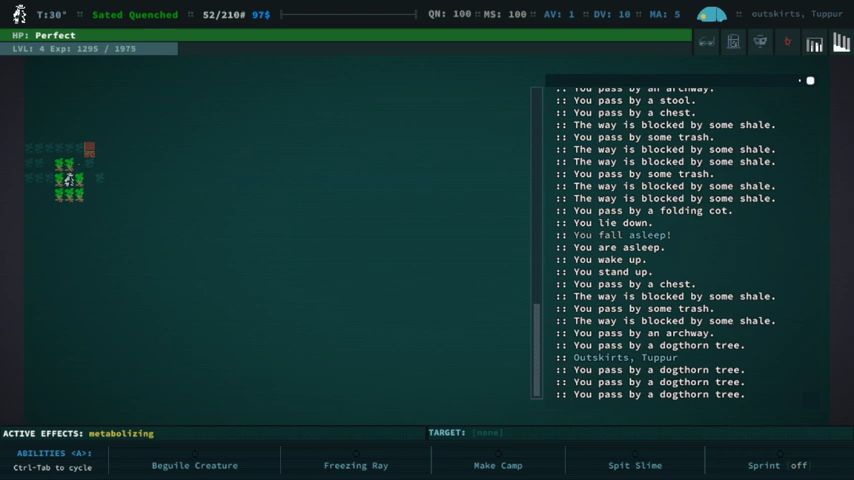 T:30° :: Sated Quenched :: 52/210# 97$ QN: 100 :: MS: 100 :: AV: 1 :: DV: 10 :: MA: 5 :: outskirts, Tuppur
HP: Perfect
LVL: 4 Exp: 1295 / 1975
:: You pass by an archway.
:: You pass by a stool.
:: You pass by a chest.
:: The way is blocked by some shale.
:: You pass by some trash.
:: The way is blocked by some shale.
:: The way is blocked by some shale.
:: You pass by some trash.
:: The way is blocked by some shale.
:: The way is blocked by some shale.
:: You pass by a folding cot.
:: You lie down.
:: You fall asleep!
:: You are asleep.
:: You wake up.
:: You stand up.
:: You pass by a chest.
:: The way is blocked by some shale.
:: You pass by some trash.
:: The way is blocked by some shale.
:: You pass by an archway.
:: You pass by a dogthorn tree.
:: Outskirts, Tuppur
:: You pass by a dogthorn tree.
:: You pass by a dogthorn tree.
:: You pass by a dogthorn tree.
ACTIVE EFFECTS: metabolizing
TARGET: [none]
ABILITIES <A>:
Ctrl-Tab to cycle
Beguile Creature
Freezing Ray
Make Camp
Spit Slime
Sprint [off]